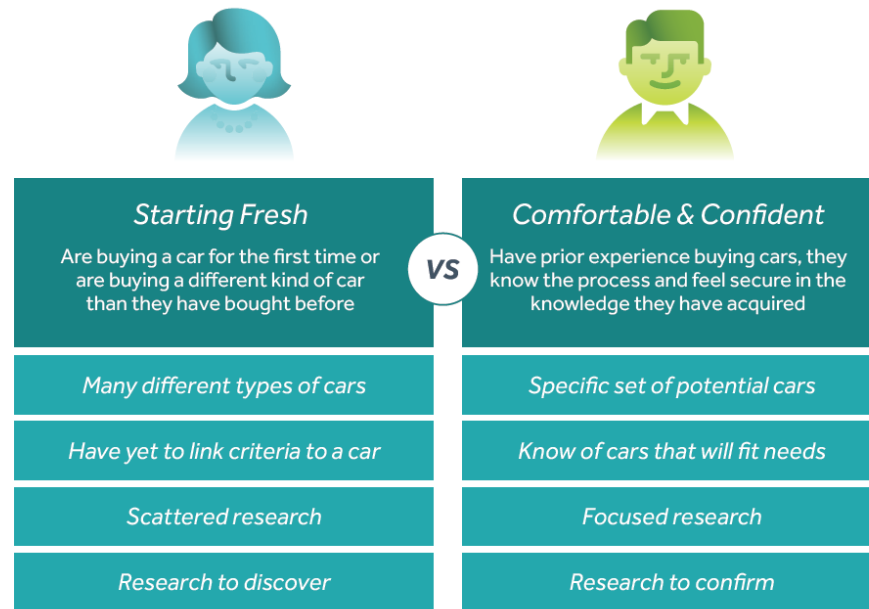 Starting Fresh
Are buying a car for the first time or
are buying a different kind of car
than they have bought before
VS
Comfortable & Confident
Have prior experience buying cars, they
know the process and feel secure in the
knowledge they have acquired
Many different types of cars
Specific set of potential cars
Have yet to link criteria to a car
Know of cars that will fit needs
Scattered research
Focused research
Research to discover
Research to confirm